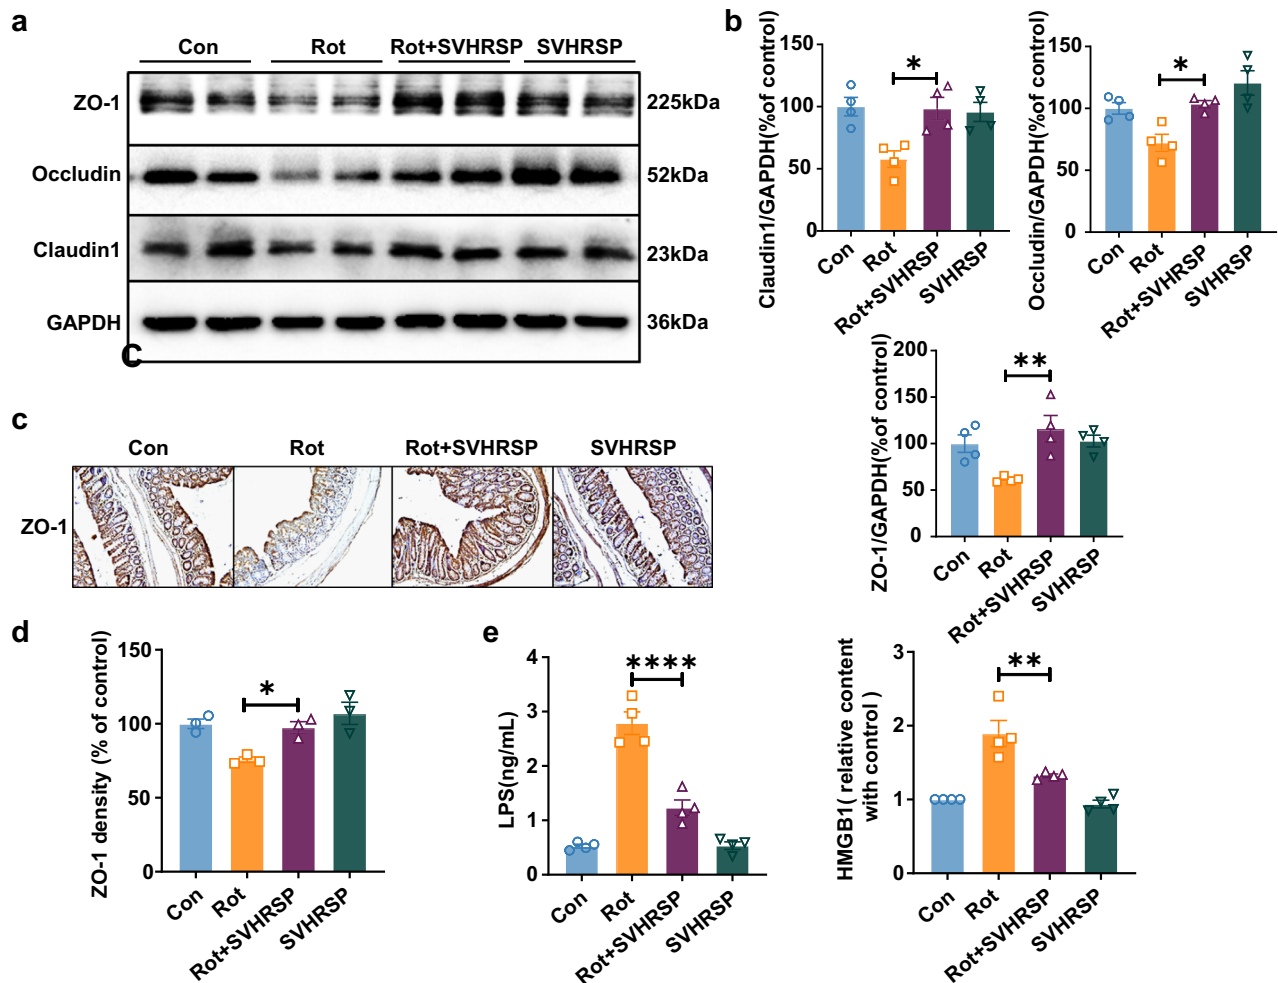 a
Con Rot Rot+SVHRSP SVHRSP
ZO-1 225kDa
Occludin 52kDa
Claudin1 23kDa
GAPDH 36kDa
C
b
Claudin1/GAPDH(%of control)
150
100
50
0
*
Con Rot Rot+SVHRSP SVHRSP
Occludin/GAPDH(%of control)
150
100
50
0
*
Con Rot Rot+SVHRSP SVHRSP
ZO-1/GAPDH(%of control)
200
150
100
50
0
**
Con Rot Rot+SVHRSP SVHRSP
c
Con Rot Rot+SVHRSP SVHRSP
ZO-1
d
ZO-1 density (% of control)
150
100
50
0
*
Con Rot Rot+SVHRSP SVHRSP
e
LPS(ng/mL)
4
3
2
1
0
****
Con Rot Rot+SVHRSP SVHRSP
HMGB1( relative content
with control)
3
2
1
0
**
Con Rot Rot+SVHRSP SVHRSP